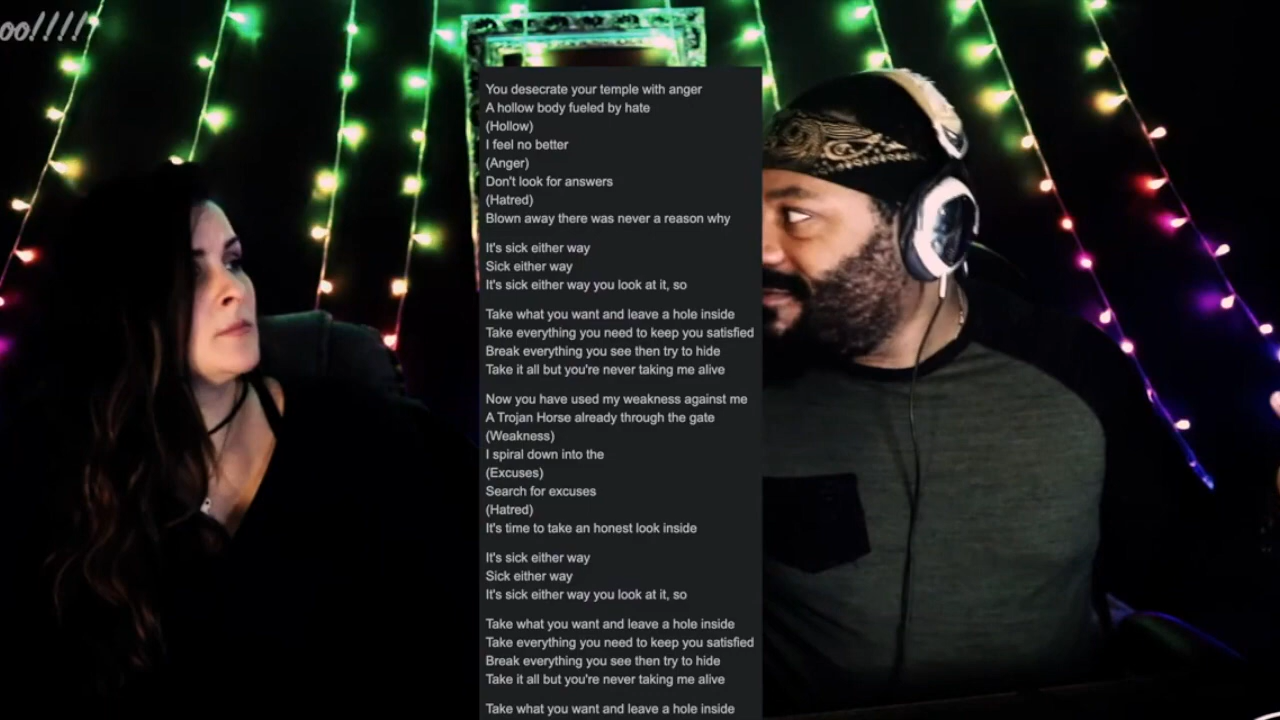 oo!!!!
You desecrate your temple with anger
A hollow body fueled by hate
(Hollow)
I feel no better
(Anger)
Don't look for answers
(Hatred)
Blown away there was never a reason why
It's sick either way
Sick either way
It's sick either way you look at it, so
Take what you want and leave a hole inside
Take everything you need to keep you satisfied
Break everything you see then try to hide
Take it all but you're never taking me alive
Now you have used my weakness against me
A Trojan Horse already through the gate
(Weakness)
I spiral down into the
(Excuses)
Search for excuses
(Hatred)
It's time to take an honest look inside
It's sick either way
Sick either way
It's sick either way you look at it, so
Take what you want and leave a hole inside
Take everything you need to keep you satisfied
Break everything you see then try to hide
Take it all but you're never taking me alive
Take what you want and leave a hole inside